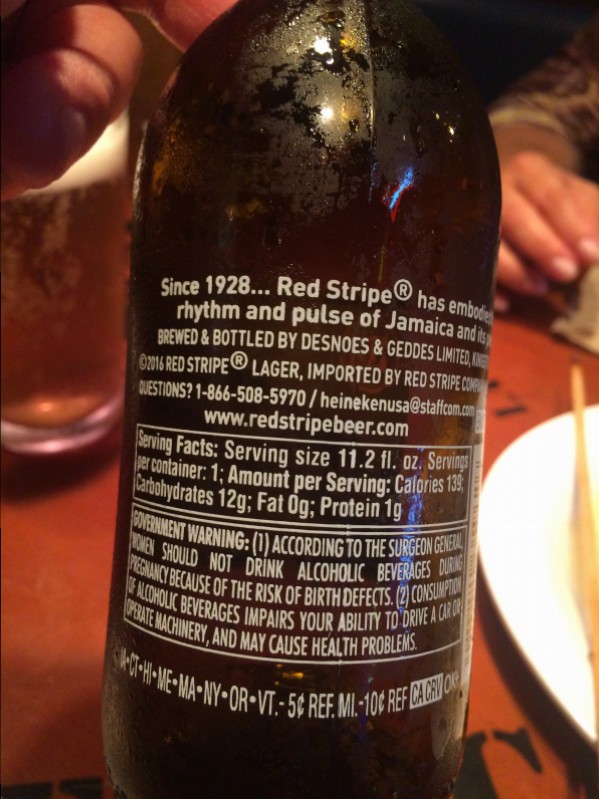 Since 1928... Red Stripe® has
rhythm and pulse of Jamaica and its
BREWED & BOTTLED BY DESNOES & GEDDES LIMITED,
©2016 RED STRIPE® LAGER, IMPORTED BY RED STRIPE
QUESTIONS? 1-866-508-5970 / heinekenusa@staffcom.com
www.redstripebeer.com
Serving Facts: Serving size 11.2 fl. oz. Servings
per container: 1; Amount per Serving: Calories 139;
Carbohydrates 12g; Fat 0g; Protein 1g
GOVERNMENT WARNING: (1) ACCORDING TO THE SURGEON GENERAL,
WOMEN SHOULD NOT DRINK ALCOHOLIC BEVERAGES DURING
PREGNANCY BECAUSE OF THE RISK OF BIRTH DEFECTS. (2) CONSUMPTION
OF ALCOHOLIC BEVERAGES IMPAIRS YOUR ABILITY TO DRIVE A CAR OR
OPERATE MACHINERY, AND MAY CAUSE HEALTH PROBLEMS.
CT•HI•ME•MA•NY•OR•VT.- 5¢ REF. MI.-10¢ REF CA CRV OK+